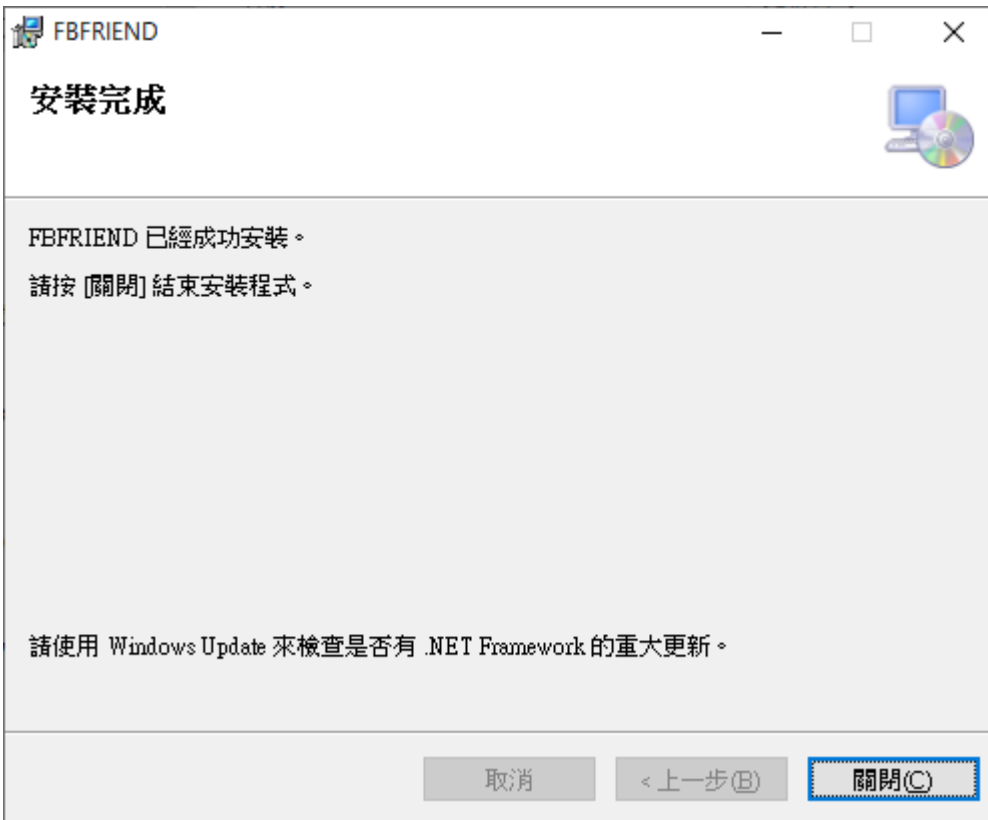 FBFRIEND
安裝完成
FBFRIEND 已經成功安裝。
請按 [關閉] 結束安裝程式。
請使用 Windows Update 來檢查是否有 .NET Framework 的重大更新。
取消
< 上一步(B)
關閉(C)